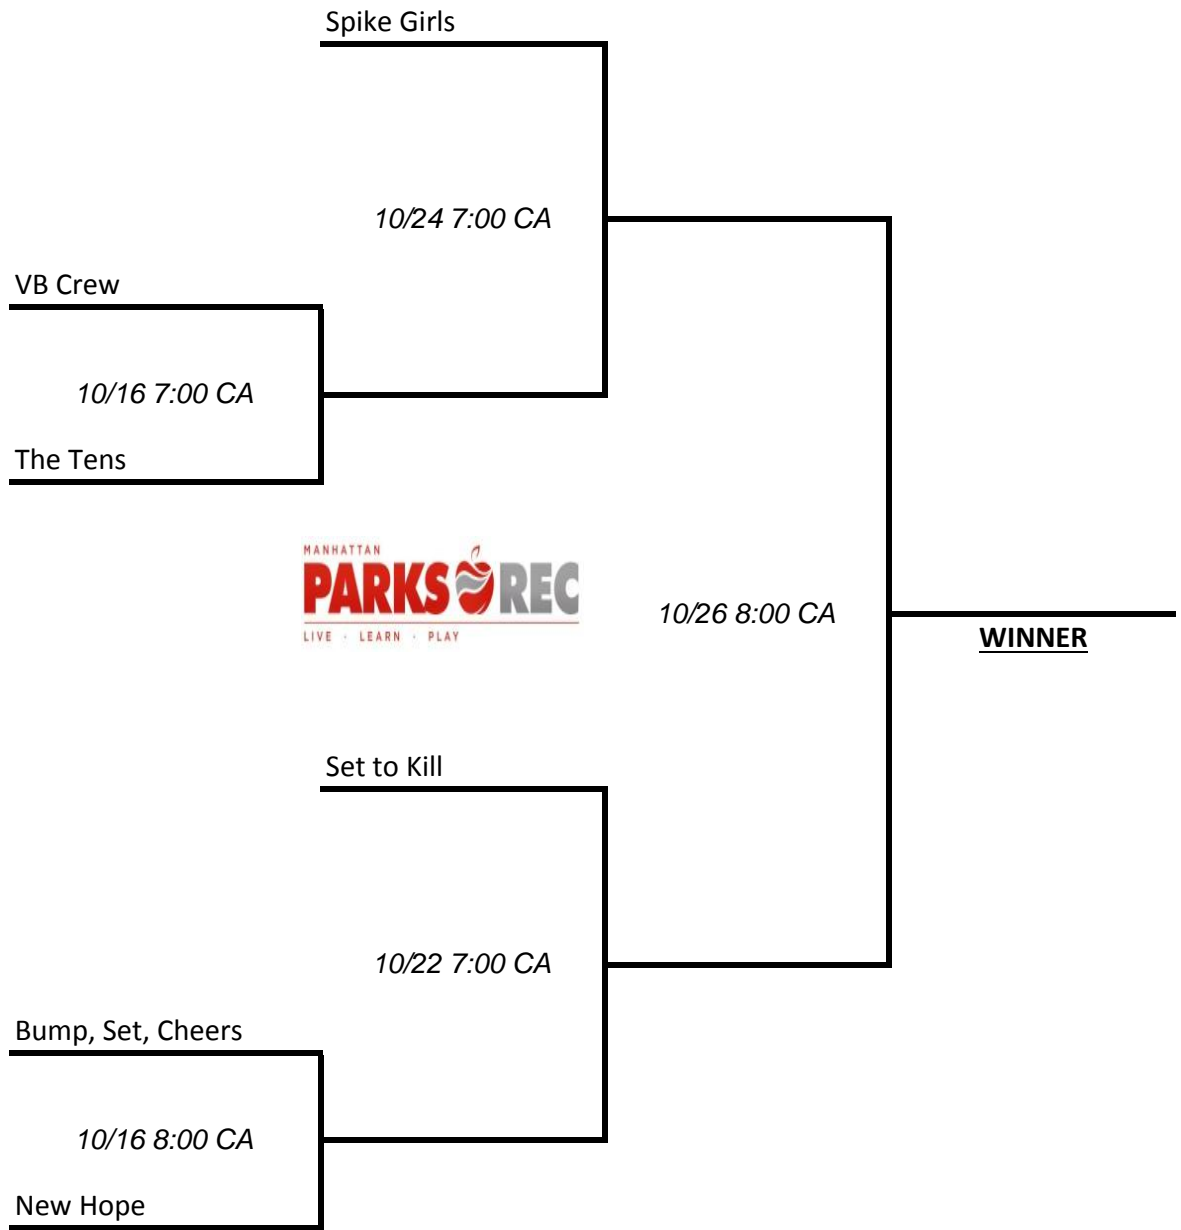 Spike Girls
10/24 7:00 CA
VB Crew
10/16 7:00 CA
The Tens
MANHATTAN
PARKS REC
LIVE · LEARN · PLAY
10/26 8:00 CA
WINNER
Set to Kill
10/22 7:00 CA
Bump, Set, Cheers
10/16 8:00 CA
New Hope